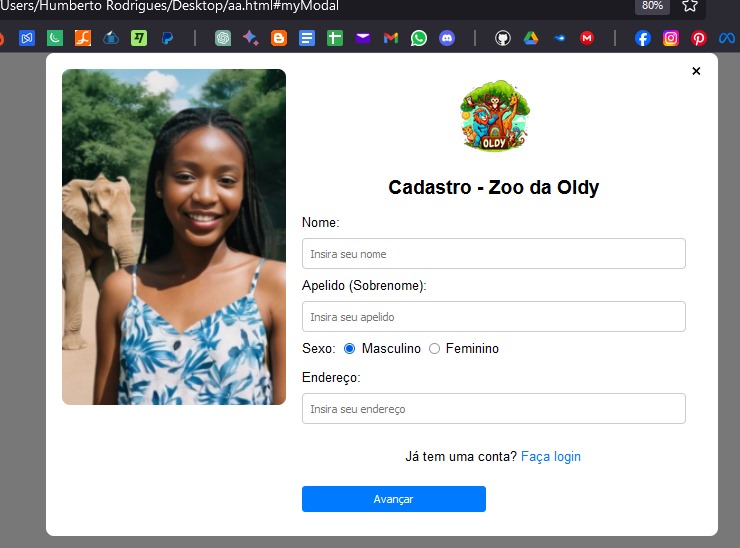 Users/Humberto Rodrigues/Desktop/aa.html#myModal
80%
OLDY
Cadastro - Zoo da Oldy
Nome:
Insira seu nome
Apelido (Sobrenome):
Insira seu apelido
Sexo: Masculino Feminino
Endereço:
Insira seu endereço
Já tem uma conta? Faça login
Avançar